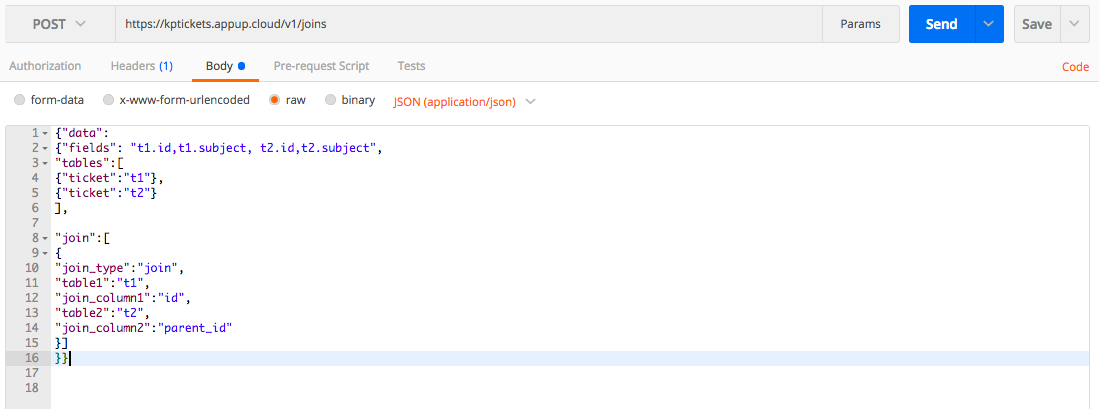 POST https://kptickets.appup.cloud/v1/joins Params Send Save
Authorization Headers (1) Body Pre-request Script Tests Code
form-data x-www-form-urlencoded raw binary JSON (application/json)
1 {"data":
2 {"fields": "t1.id,t1.subject, t2.id,t2.subject",
3 "tables":[
4 {"ticket":"t1"},
5 {"ticket":"t2"}
6 ],
7
8 "join":[
9 {
10 "join_type":"join",
11 "table1":"t1",
12 "join_column1":"id",
13 "table2":"t2",
14 "join_column2":"parent_id"
15 }]
16 }}
17
18